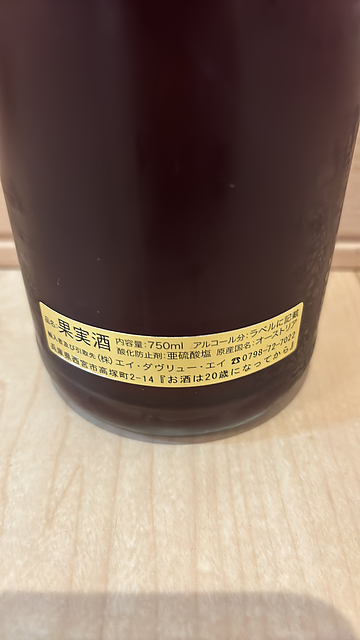 品名 果実酒 内容量:750ml アルコール分:ラベルに記載
酸化防止剤:亜硫酸塩 原産国名:オーストリア
輸入者及び引取先 (株)エイ・ダヴリュー・エイ ☎0798-72-7022
兵庫県西宮市高塚町2-14『お酒は20歳になってから』